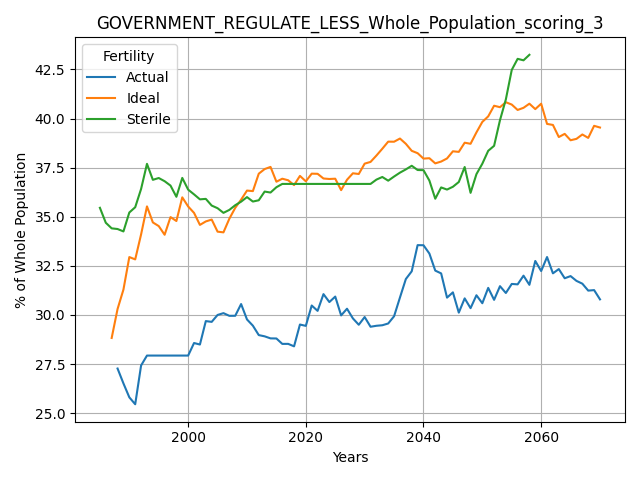 GOVERNMENT_REGULATE_LESS_Whole_Population_scoring_3
Fertility
Actual
Ideal
Sterile
% of Whole Population
42.5
40.0
37.5
35.0
32.5
30.0
27.5
25.0
2000
2020
2040
2060
Years